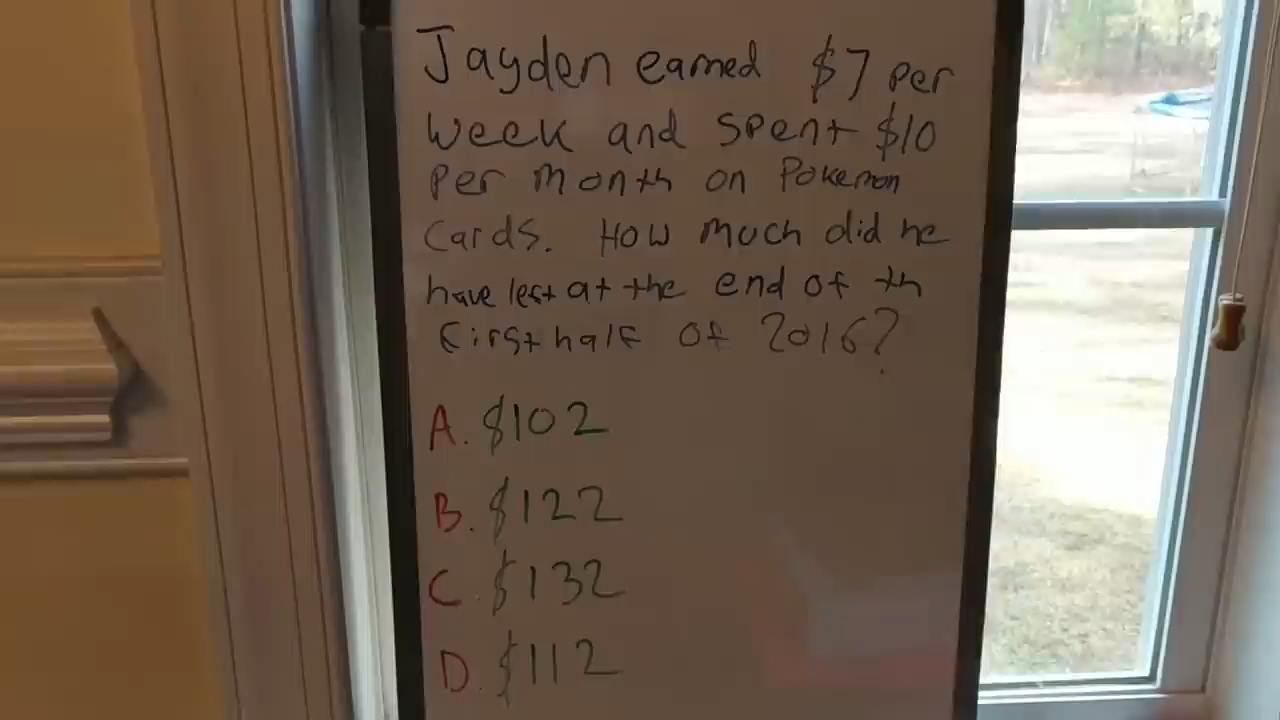 Jayden earned $7 per
week and spent $10
per month on Pokemon
Cards. How much did he
have left at the end of th
first half of 2016?
A. $102
B. $122
C. $132
D. $112